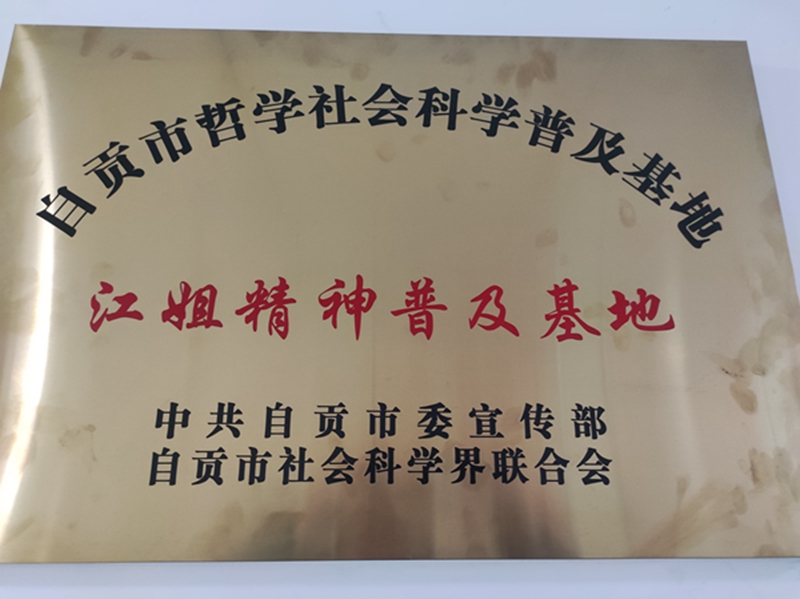 自贡市哲学社会科学普及基地
江姐精神普及基地
中共自贡市委宣传部
自贡市社会科学界联合会